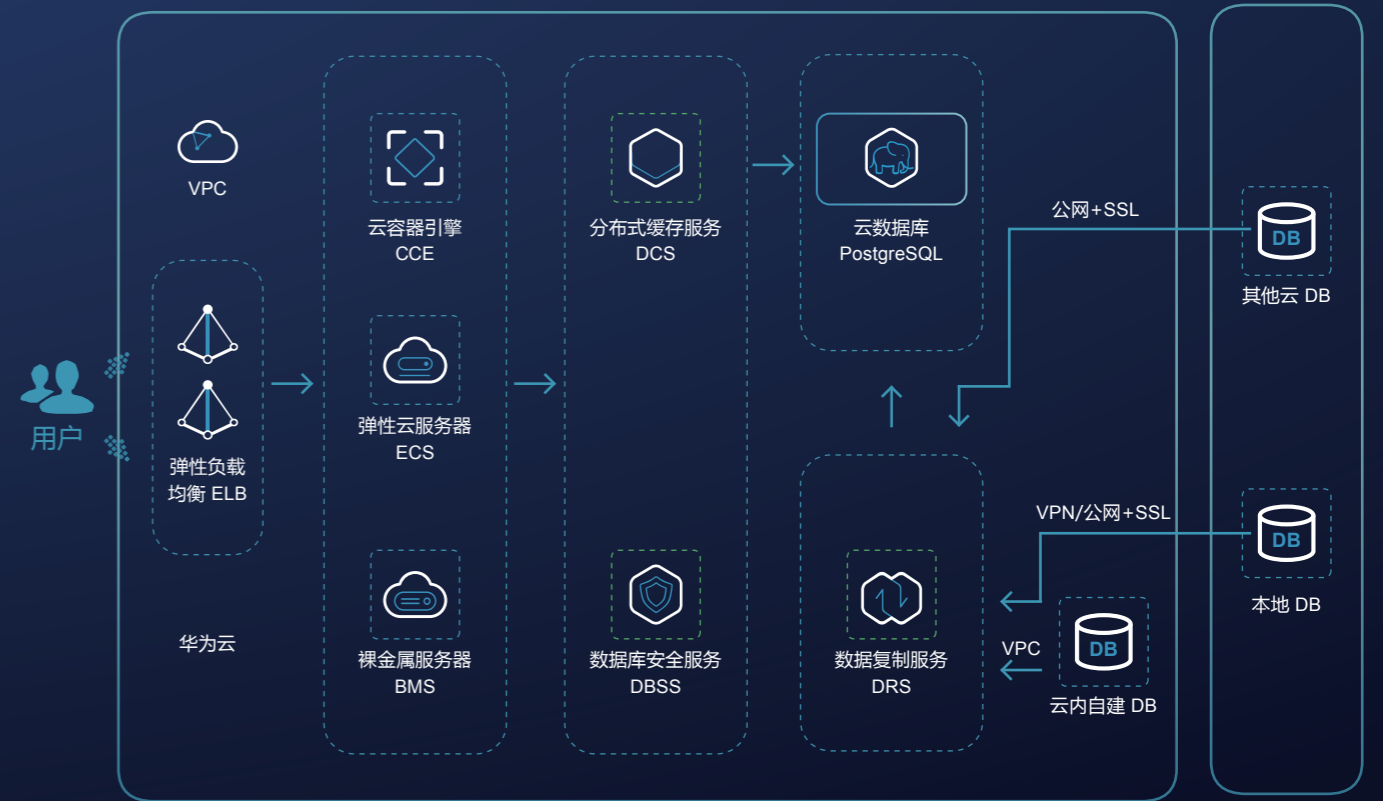 VPC
用户
弹性负载
均衡 ELB
华为云
云容器引擎
CCE
弹性云服务器
ECS
裸金属服务器
BMS
分布式缓存服务
DCS
数据库安全服务
DBSS
云数据库
PostgreSQL
数据复制服务
DRS
公网+SSL
VPN/公网+SSL
VPC
DB
云内自建 DB
DB
其他云 DB
DB
本地 DB